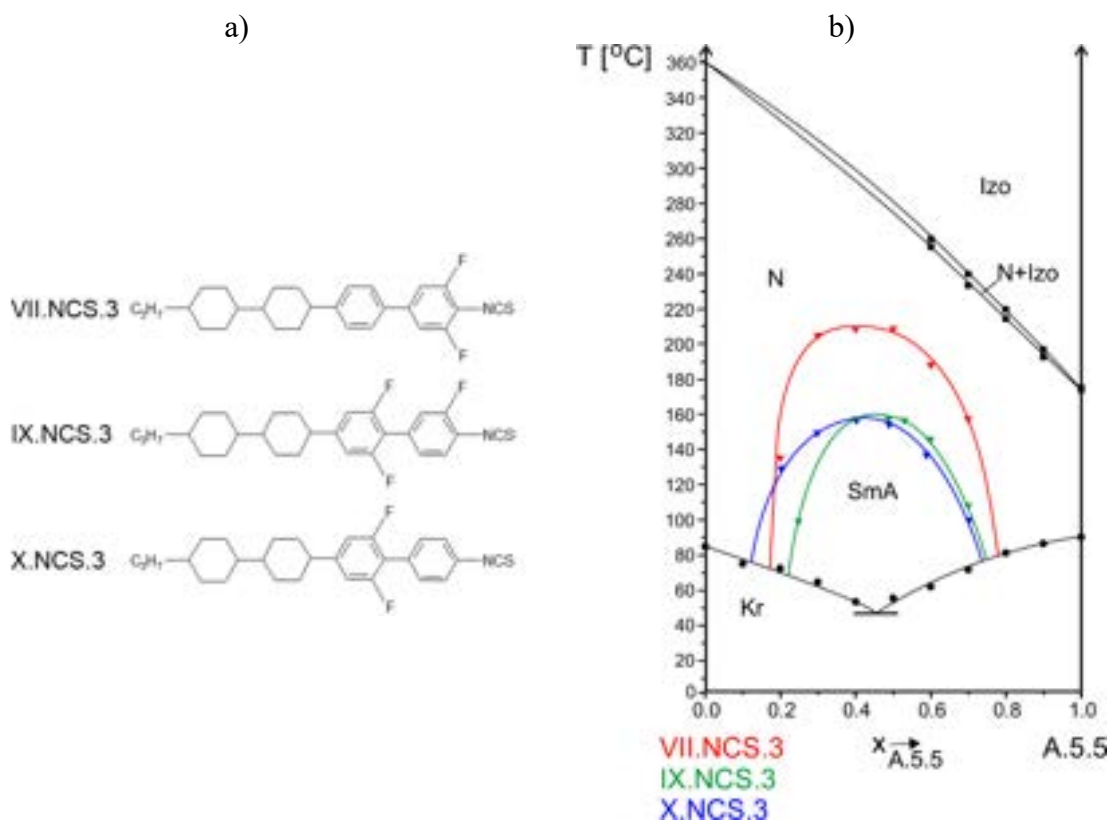 a)
VII.NCS.3
C₃H₇
F
F
NCS
IX.NCS.3
C₃H₇
F
F
F
NCS
X.NCS.3
C₃H₇
F
F
NCS
b)
T [°C]
360
340
320
300
280
260
240
220
200
180
160
140
120
100
80
60
40
20
0
Izo
N
N+Izo
SmA
Kr
0.0 0.2 0.4 0.6 0.8 1.0
VII.NCS.3
IX.NCS.3
X.NCS.3
x A.5.5
A.5.5